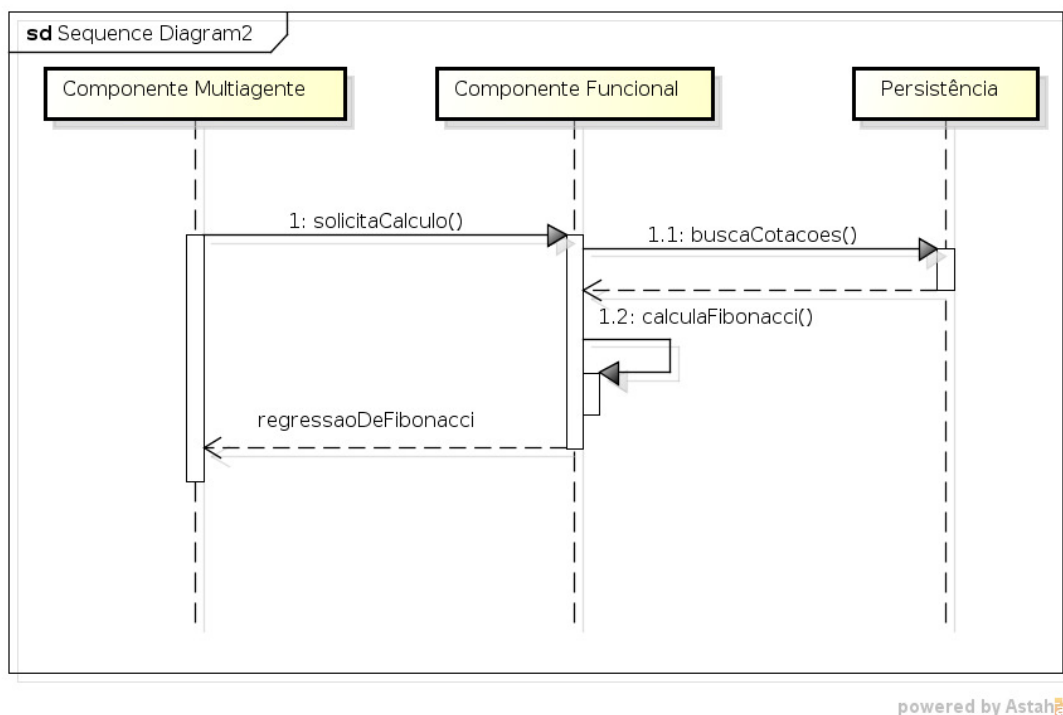 sd Sequence Diagram2
Componente Multiagente
Componente Funcional
Persistência
1: solicitaCalculo()
1.1: buscaCotacoes()
1.2: calculaFibonacci()
regressaoDeFibonacci
powered by Astah